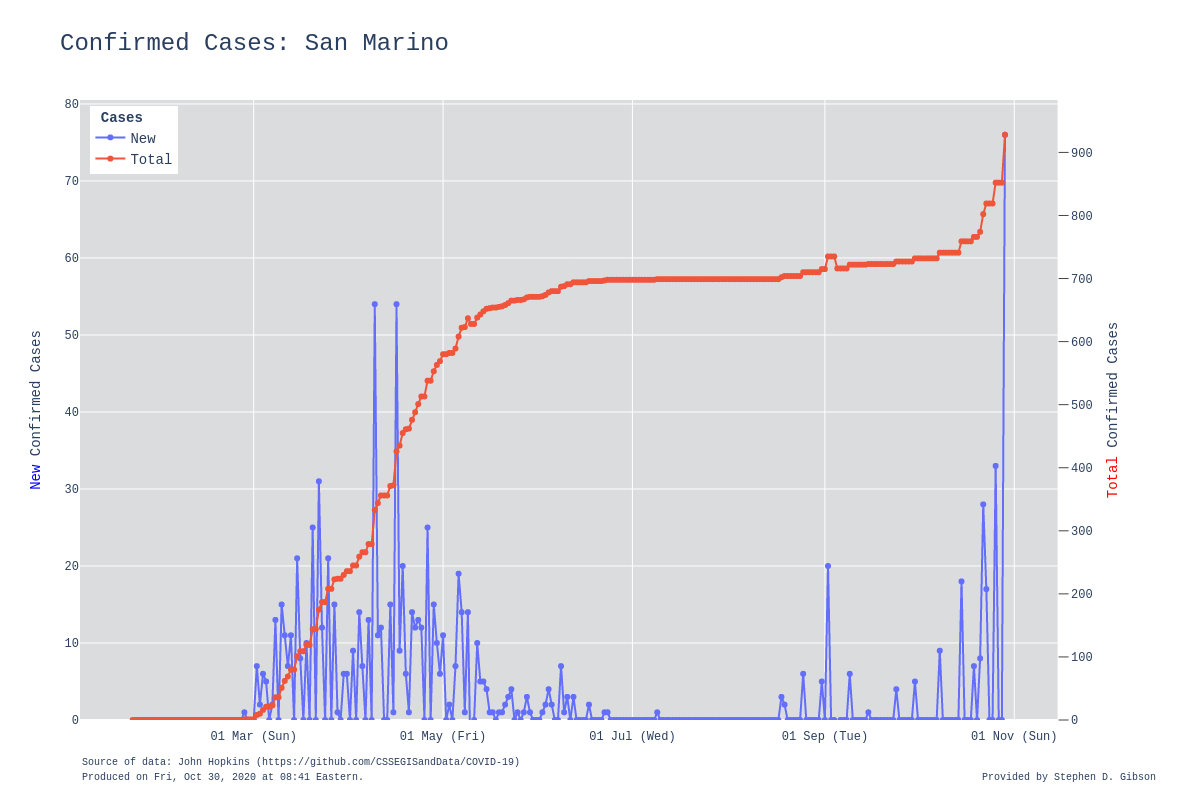 Confirmed Cases: San Marino
Cases
New
Total
80
70
60
50
40
30
20
10
0
900
800
700
600
500
400
300
200
100
0
New Confirmed Cases
Total Confirmed Cases
01 Mar (Sun)
01 May (Fri)
01 Jul (Wed)
01 Sep (Tue)
01 Nov (Sun)
Source of data: John Hopkins (https://github.com/CSSEGISandData/COVID-19)
Produced on Fri, Oct 30, 2020 at 08:41 Eastern.
Provided by Stephen D. Gibson